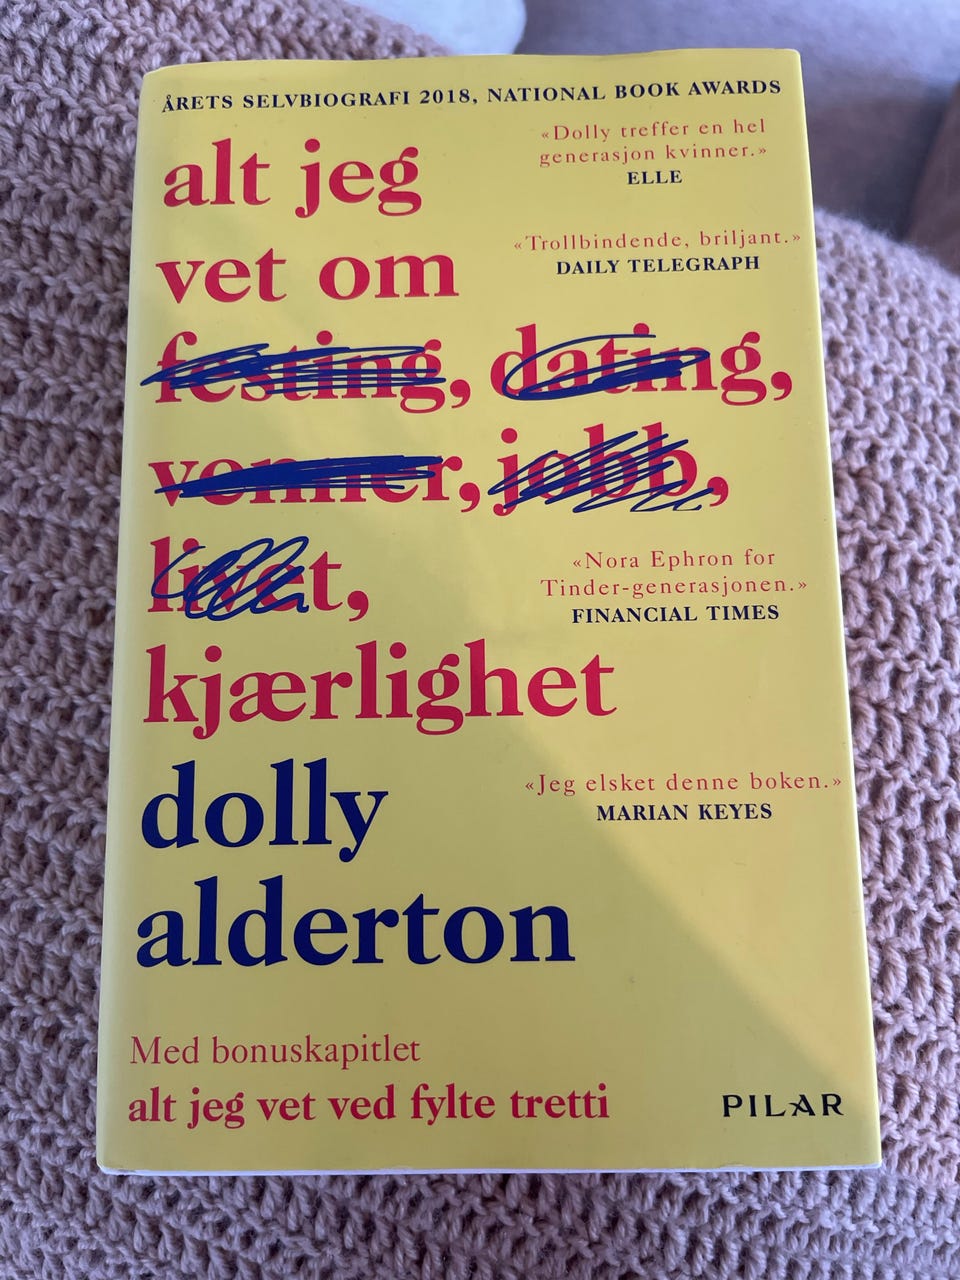 ÅRETS SELVBIOGRAFI 2018, NATIONAL BOOK AWARDS
alt jeg
vet om
festing, dating,
venner, jobb,
livet,
kjærlighet
dolly
alderton
«Dolly treffer en hel
generasjon kvinner.»
ELLE
«Trollbindende, briljant.»
DAILY TELEGRAPH
«Nora Ephron for
Tinder-generasjonen.»
FINANCIAL TIMES
«Jeg elsket denne boken.»
MARIAN KEYES
Med bonuskapitlet
alt jeg vet ved fylte tretti
PILAR